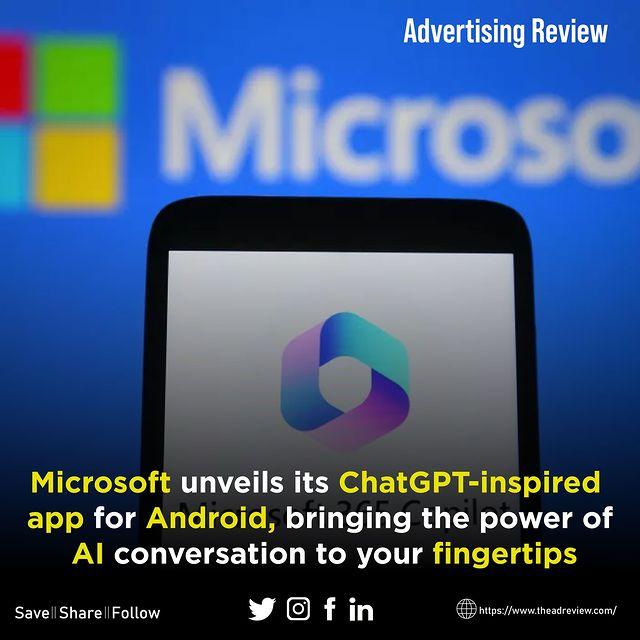 Advertising Review
Microso
Microsoft unveils its ChatGPT-inspired
app for Android, bringing the power of
AI conversation to your fingertips
Save||Share||Follow
https://www.theadreview.com/